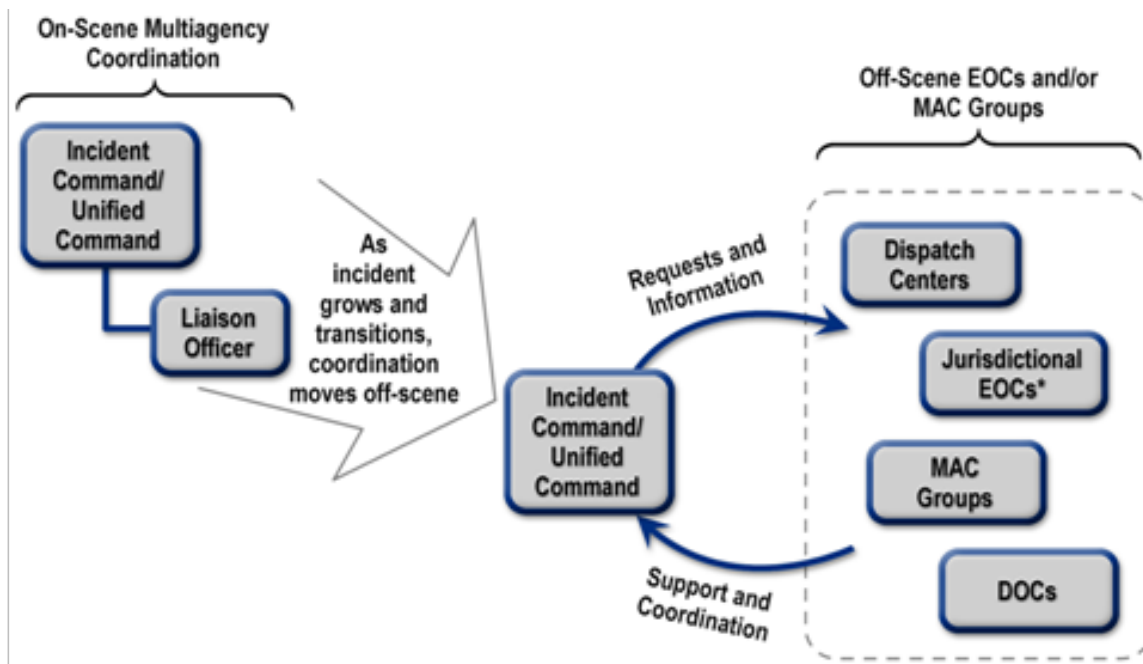 On-Scene Multiagency
Coordination
Incident
Command/
Unified
Command
Liaison
Officer
As
incident
grows and
transitions,
coordination
moves off-scene
Incident
Command/
Unified
Command
Requests and
Information
Support and
Coordination
Off-Scene EOCs and/or
MAC Groups
Dispatch
Centers
Jurisdictional
EOCs*
MAC
Groups
DOCs